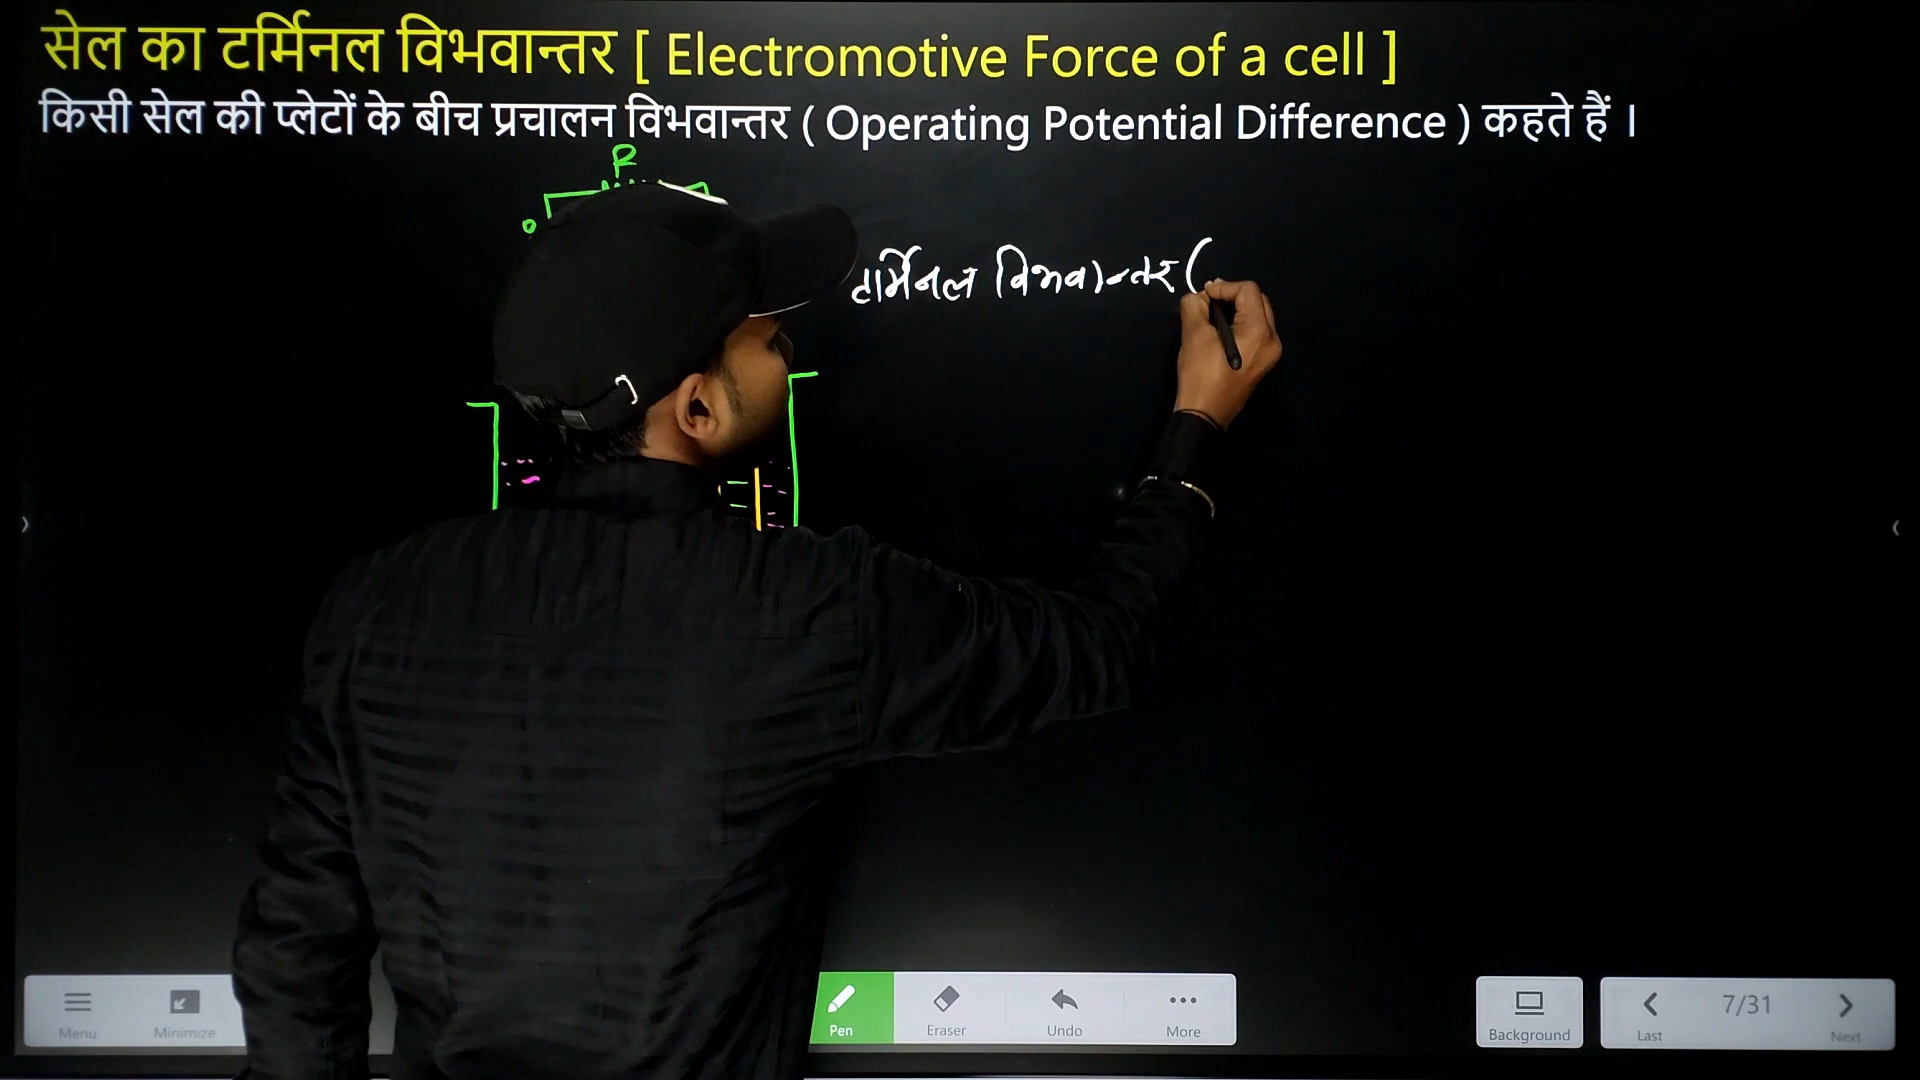 सेल का टर्मिनल विभवान्तर [ Electromotive Force of a cell ]
किसी सेल की प्लेटों के बीच प्रचालन विभवान्तर ( Operating Potential Difference ) कहते हैं ।
R
टर्मिनल विभवान्तर (
Menu
Minimize
Pen
Eraser
Undo
More
Background
Last
7/31
Next